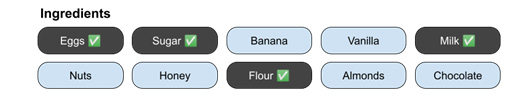 Ingredients
Eggs ✅ Sugar ✅ Banana Vanilla Milk ✅
Nuts Honey Flour ✅ Almonds Chocolate